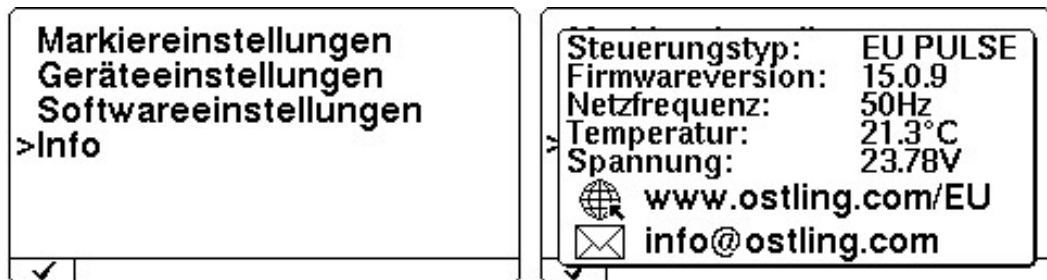 Markiereinstellungen
Geräteeinstellungen
Softwareeinstellungen
>Info
Steuerungstyp: EU PULSE
Firmwareversion: 15.0.9
Netzfrequenz: 50Hz
Temperatur: 21.3°C
Spannung: 23.78V
www.ostling.com/EU
info@ostling.com